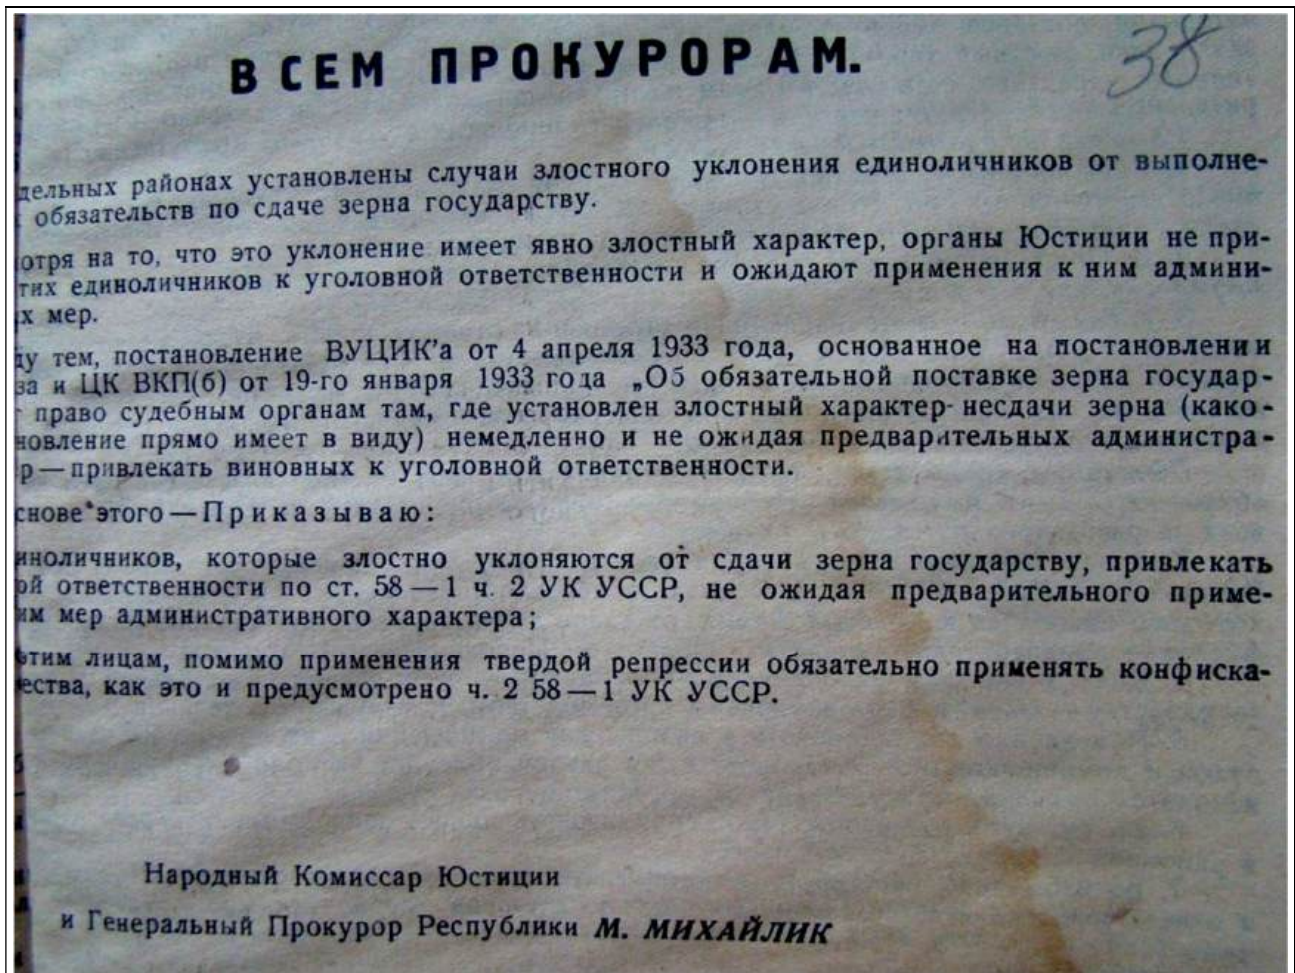 ВСЕМ ПРОКУРОРАМ.
38
дельных районах установлены случаи злостного уклонения единоличников от выполне-
обязательств по сдаче зерна государству.
отря на то, что это уклонение имеет явно злостный характер, органы Юстиции не при-
тих единоличников к уголовной ответственности и ожидают применения к ним админи-
х мер.
ду тем, постановление ВУЦИК'а от 4 апреля 1933 года, основанное на постановлении
ва и ЦК ВКП(б) от 19-го января 1933 года „Об обязательной поставке зерна государ-
т право судебным органам там, где установлен злостный характер- несдачи зерна (како-
новление прямо имеет в виду) немедленно и не ожидая предварительных администра-
р — привлекать виновных к уголовной ответственности.
снове этого — Приказываю:
иноличников, которые злостно уклоняются от сдачи зерна государству, привлекать
ой ответственности по ст. 58 — 1 ч. 2 УК УССР, не ожидая предварительного приме-
им мер административного характера;
этим лицам, помимо применения твердой репрессии обязательно применять конфиска-
ества, как это и предусмотрено ч. 2 58 — 1 УК УССР.
Народный Комиссар Юстиции
и Генеральный Прокурор Республики М. МИХАЙЛИК